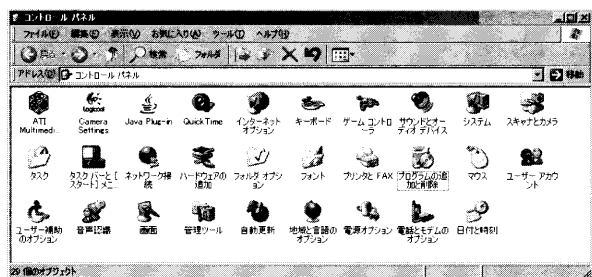 コントロール パネル
ファイル(F) 編集(E) 表示(V) お気に入り(A) ツール(T) ヘルプ(H)
戻る 検索 フォルダ
アドレス(D) コントロール パネル 移動
ATI Multimedi...
Logicool Camera Settings
Java Plug-in
QuickTime
インターネット オプション
キーボード
ゲーム コントローラ
サウンドとオーディオ デバイス
システム
スキャナとカメラ
タスク
タスク バーと [スタート] メニ...
ネットワーク接続
ハードウェアの追加
フォルダ オプション
フォント
プリンタと FAX
プログラムの追加と削除
マウス
ユーザー アカウント
ユーザー補助のオプション
音声認識
画面
管理ツール
自動更新
地域と言語のオプション
電源オプション
電話とモデムのオプション
日付と時刻
29 個のオブジェクト